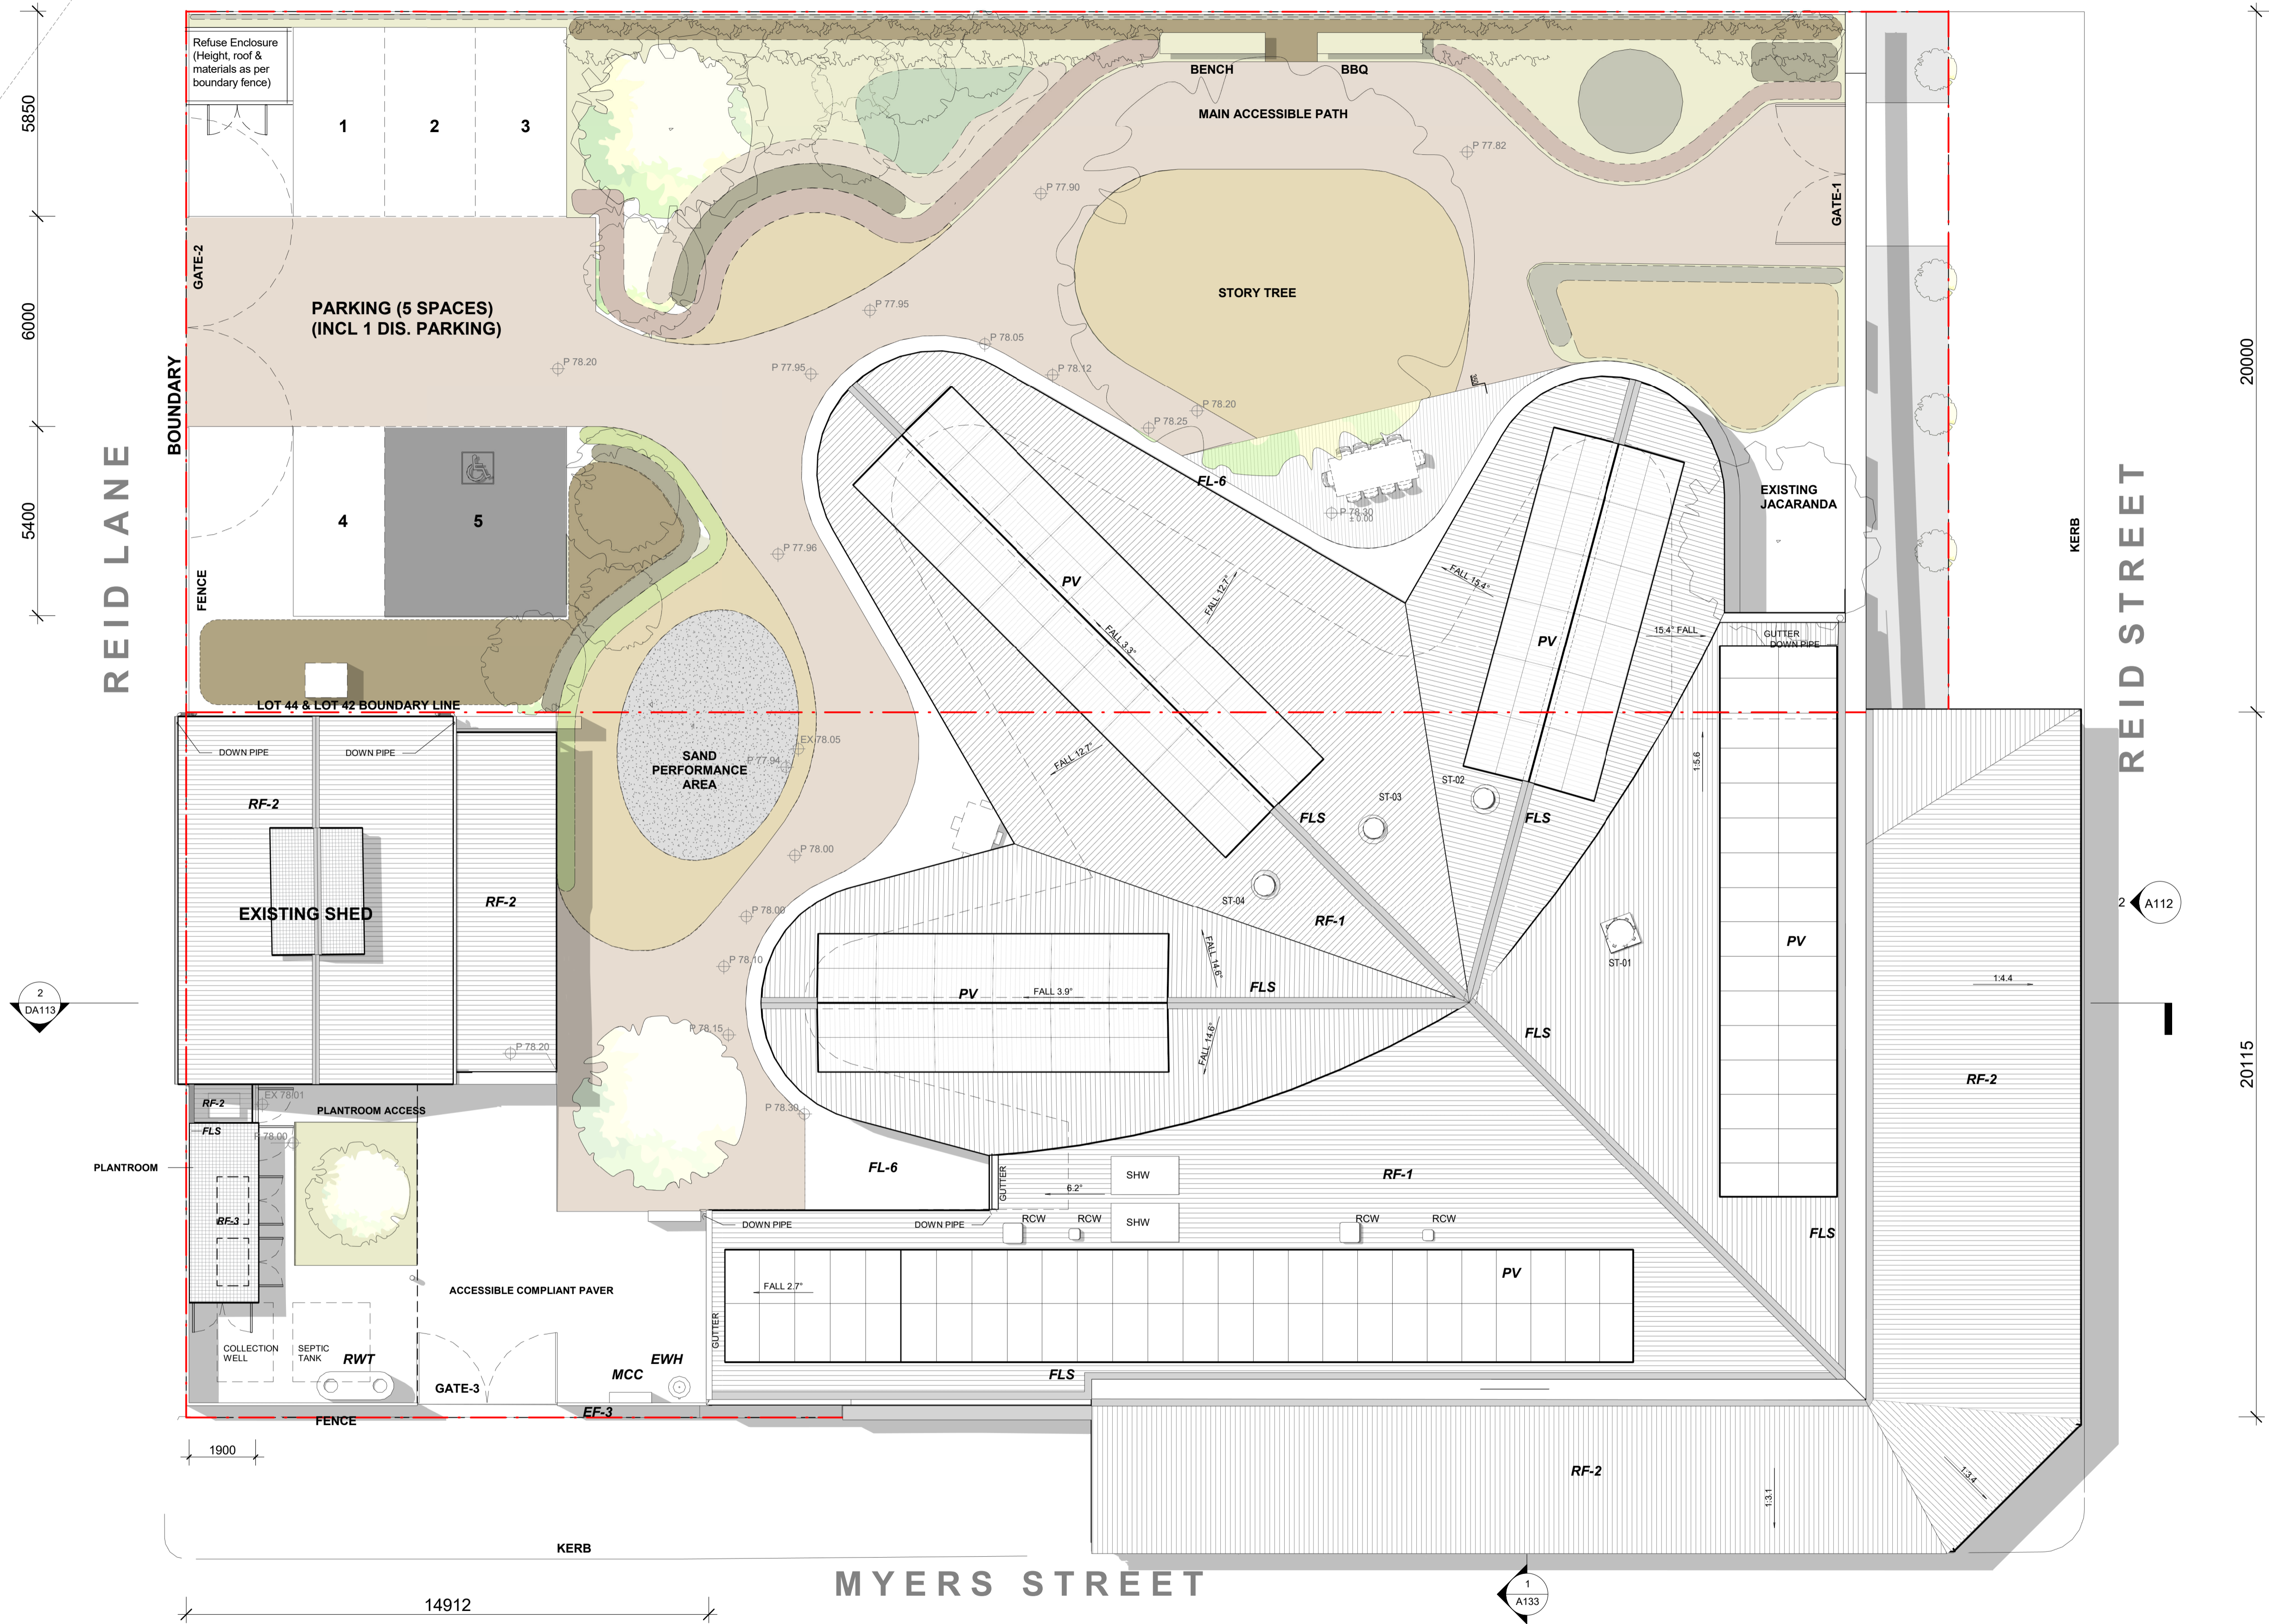 Refuse Enclosure
(Height, roof &
materials as per
boundary fence)
5850
6000
5400
1
2
3
BENCH
BBQ
MAIN ACCESSIBLE PATH
P 77.82
P 77.90
GATE-1
GATE-2
PARKING (5 SPACES)
(INCL 1 DIS. PARKING)
STORY TREE
P 77.95
P 78.05
P 78.20
P 77.95
P 78.12
P 78.20
P 78.25
BOUNDARY
REID LANE
FENCE
4
5
FL-6
P 78.30
± 0.00
EXISTING
JACARANDA
KERB
REID STREET
20000
P 77.96
PV
FALL 12.7°
FALL 15.4°
FALL 3.3°
PV
15.4° FALL
GUTTER
DOWN PIPE
LOT 44 & LOT 42 BOUNDARY LINE
DOWN PIPE
DOWN PIPE
EX 78.05
P 77.94
SAND
PERFORMANCE
AREA
FALL 12.7°
1:5.6
ST-02
ST-03
FLS
FLS
RF-2
RF-2
EXISTING SHED
P 78.00
P 78.00
ST-04
RF-1
ST-01
PV
2
A112
P 78.10
FALL 14.6°
PV
FALL 3.9°
FLS
1:4.4
2
DA113
P 78.15
FALL 14.6°
FLS
P 78.20
20115
RF-2
RF-2
EX 78.01
PLANTROOM ACCESS
P 78.30
FLS
P 78.00
PLANTROOM
FL-6
GUTTER
6.2°
SHW
RF-1
RF-3
DOWN PIPE
DOWN PIPE
RCW
RCW
SHW
RCW
RCW
FLS
ACCESSIBLE COMPLIANT PAVER
FALL 2.7°
PV
GUTTER
COLLECTION
WELL
SEPTIC
TANK
RWT
GATE-3
MCC
EWH
FLS
EF-3
FENCE
1900
RF-2
1:3.1
1:3.4
KERB
MYERS STREET
1
A133
14912